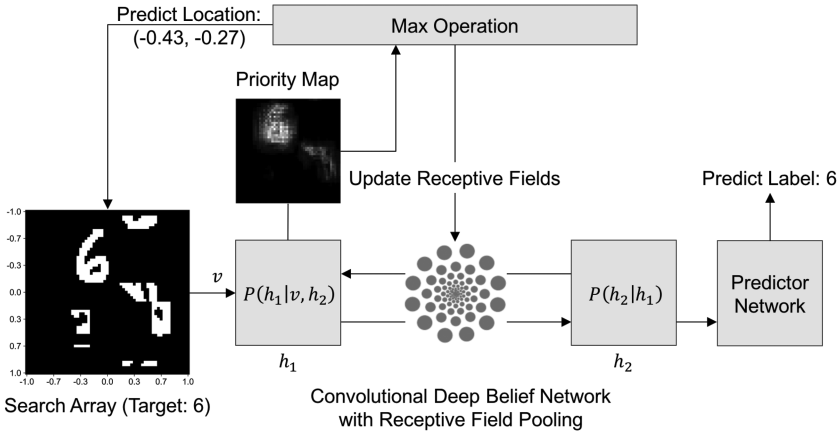 Predict Location:
(-0.43, -0.27)
Max Operation
Priority Map
Update Receptive Fields
Predict Label: 6
-1.0
-0.7
-0.3
0.0
0.3
0.7
1.0
-1.0 -0.7 -0.3 0.0 0.3 0.7 1.0
6
v
P(h₁|v, h₂)
P(h₂|h₁)
Predictor
Network
h₁
h₂
Search Array (Target: 6)
Convolutional Deep Belief Network
with Receptive Field Pooling